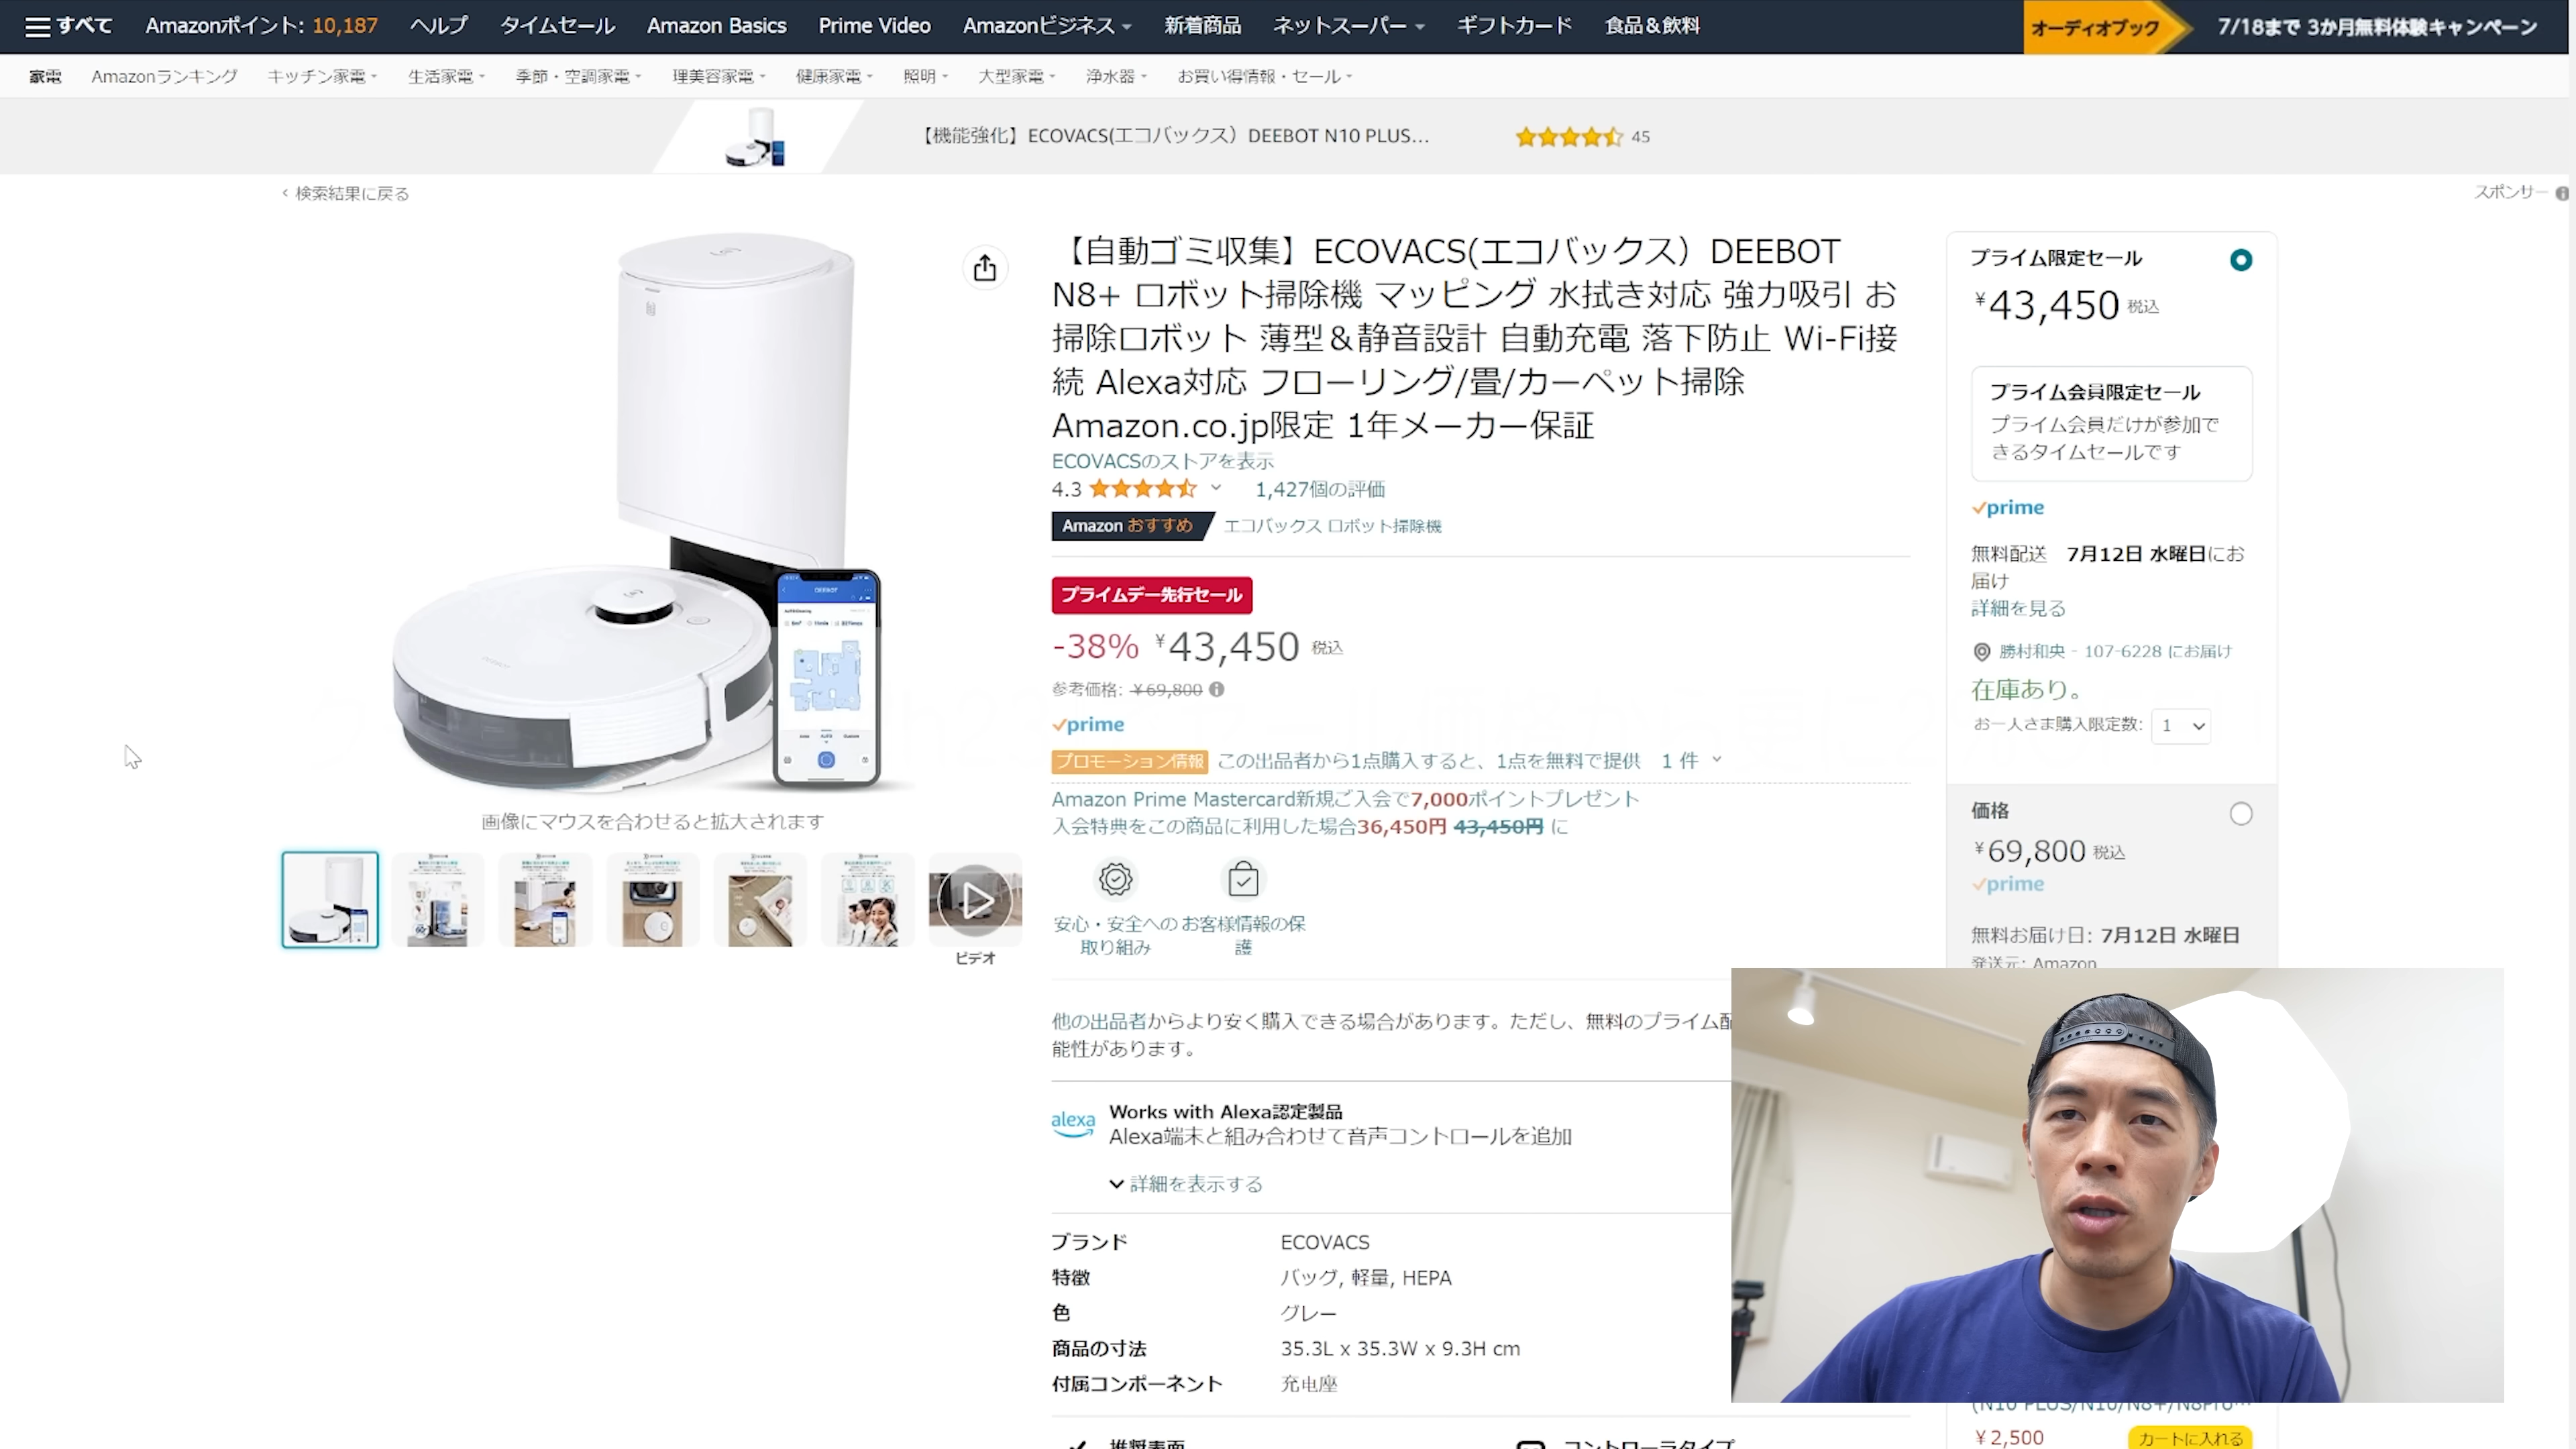 すべて Amazonポイント: 10,187 ヘルプ タイムセール Amazon Basics Prime Video Amazonビジネス 新着商品 ネットスーパー ギフトカード 食品&飲料 オーディオブック 7/18まで 3か月無料体験キャンペーン
家電 Amazonランキング キッチン家電 生活家電 季節・空調家電 理美容家電 健康家電 照明 大型家電 浄水器 お買い得情報・セール
【機能強化】ECOVACS(エコバックス）DEEBOT N10 PLUS… 45
‹ 検索結果に戻る
スポンサー
【自動ゴミ収集】ECOVACS(エコバックス）DEEBOT
N8+ ロボット掃除機 マッピング 水拭き対応 強力吸引 お
掃除ロボット 薄型＆静音設計 自動充電 落下防止 Wi-Fi接
続 Alexa対応 フローリング/畳/カーペット掃除
Amazon.co.jp限定 1年メーカー保証
ECOVACSのストアを表示
4.3 1,427個の評価
Amazon おすすめ エコバックス ロボット掃除機
プライムデー先行セール
-38% ¥43,450 税込
参考価格: ¥69,800
prime
プロモーション情報 この出品者から1点購入すると、1点を無料で提供 1 件
Amazon Prime Mastercard新規ご入会で7,000ポイントプレゼント
入会特典をこの商品に利用した場合36,450円 43,450円 に
安心・安全への
取り組み
お客様情報の保
護
他の出品者からより安く購入できる場合があります。ただし、無料のプライム配
能性があります。
alexa
Works with Alexa認定製品
Alexa端末と組み合わせて音声コントロールを追加
詳細を表示する
ブランド ECOVACS
特徴 バッグ, 軽量, HEPA
色 グレー
商品の寸法 35.3L x 35.3W x 9.3H cm
付属コンポーネント 充电座
推奨表面 コントローラタイプ
DEEBOT
画像にマウスを合わせると拡大されます
ビデオ
プライム限定セール
¥43,450 税込
プライム会員限定セール
プライム会員だけが参加で
きるタイムセールです
prime
無料配送 7月12日 水曜日にお
届け
詳細を見る
勝村和央 - 107-6228 にお届け
在庫あり。
お一人さま購入限定数: 1
価格
¥69,800 税込
prime
無料お届け日: 7月12日 水曜日
発送元: Amazon
(N10 PLUS/N10/N8+/N8Pro…
¥2,500 カートに入れる